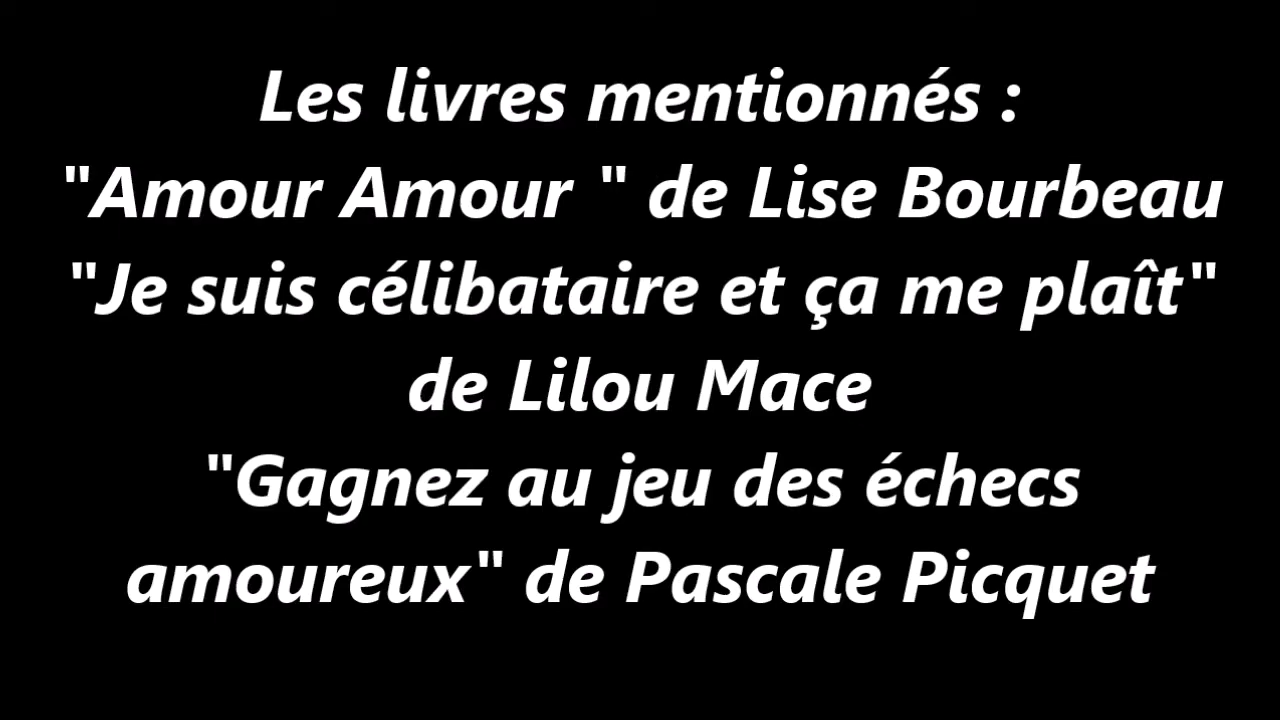 Les livres mentionnés :
"Amour Amour " de Lise Bourbeau
"Je suis célibataire et ça me plaît"
de Lilou Mace
"Gagnez au jeu des échecs
amoureux" de Pascale Picquet